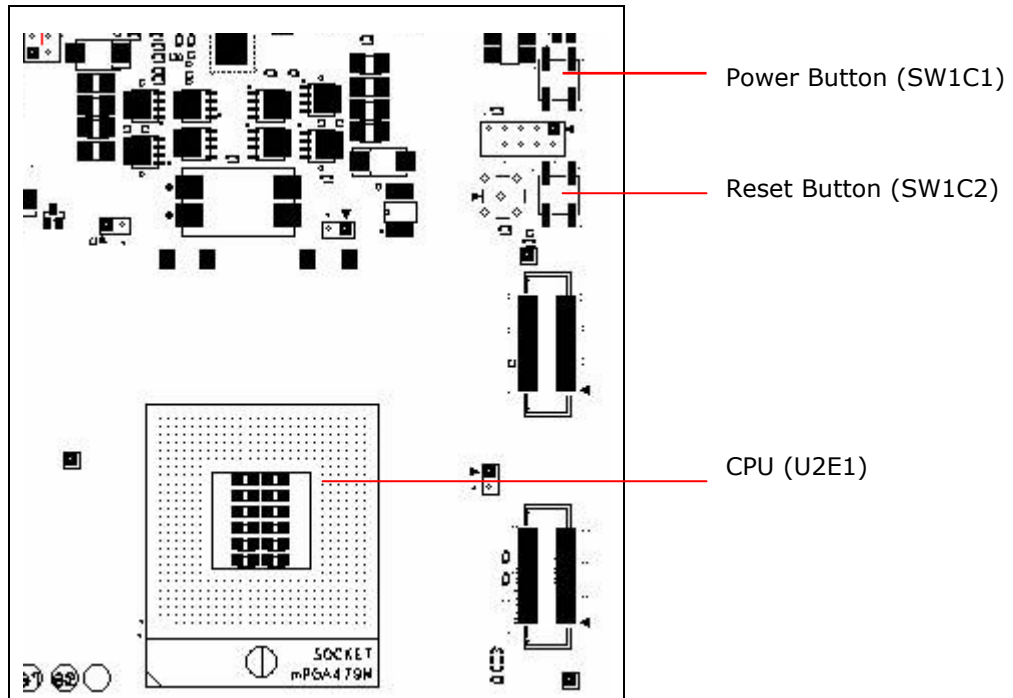 Power Button (SW1C1)
Reset Button (SW1C2)
CPU (U2E1)
SOCKET
mPGA479M